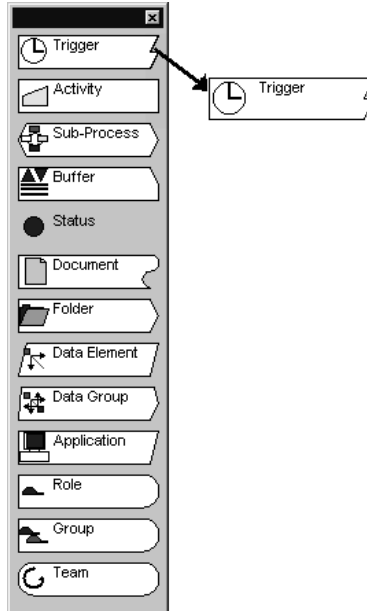 Trigger
Trigger
Activity
Sub-Process
Buffer
Status
Document
Folder
Data Element
Data Group
Application
Role
Group
Team